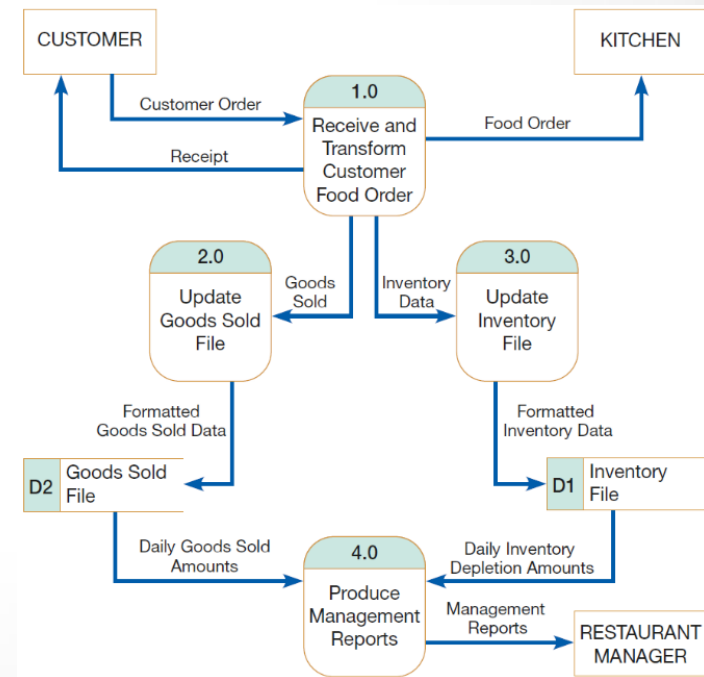 CUSTOMER
KITCHEN
1.0
Receive and
Transform
Customer
Food Order
Customer Order
Receipt
Food Order
2.0
Update
Goods Sold
File
Goods
Sold
Inventory
Data
3.0
Update
Inventory
File
Formatted
Goods Sold Data
Formatted
Inventory Data
D2
Goods Sold
File
D1
Inventory
File
Daily Goods Sold
Amounts
4.0
Produce
Management
Reports
Daily Inventory
Depletion Amounts
Management
Reports
RESTAURANT
MANAGER